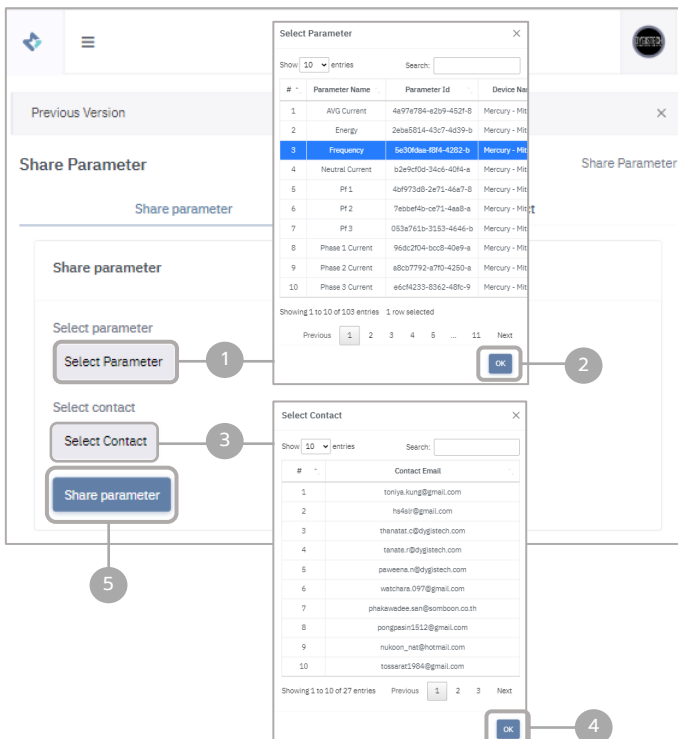 DYGISTECH
Previous Version ×
Share Parameter
Share Parameter
Share parameter
Share parameter
Select parameter
Select Parameter
1
Select contact
Select Contact
3
Share parameter
5
Select Parameter ×
Show 10 entries Search:
# Parameter Name Parameter Id Device Na
1 AVG Current 4a97e784-e2b9-452f-8 Mercury - Mit
2 Energy 2eba5814-43c7-4d39-b Mercury - Mit
3 Frequency 5e30fdaa-f8f4-4282-b Mercury - Mit
4 Neutral Current b2e9cf0d-34c6-40f4-a Mercury - Mit
5 Pf 1 4bf973d8-2e71-46a7-8 Mercury - Mit
6 Pf 2 7ebbef4b-ce71-4aa8-a Mercury - Mit
7 Pf 3 053a761b-3153-4646-b Mercury - Mit
8 Phase 1 Current 96dc2f04-bcc8-40e9-a Mercury - Mit
9 Phase 2 Current a8cb7792-a7f0-4250-a Mercury - Mit
10 Phase 3 Current e6cf4233-8362-48fc-9 Mercury - Mit
Showing 1 to 10 of 103 entries 1 row selected
Previous 1 2 3 4 5 … 11 Next
OK
2
Select Contact ×
Show 10 entries Search:
# Contact Email
1 toniya.kung@gmail.com
2 hs4sir@gmail.com
3 thanatat.c@dygistech.com
4 tanate.r@dygistech.com
5 paweena.n@dygistech.com
6 watchara.097@gmail.com
7 phakawadee.san@somboon.co.th
8 pongpasin1512@gmail.com
9 nukoon_nat@hotmail.com
10 tossarat1984@gmail.com
Showing 1 to 10 of 27 entries Previous 1 2 3 Next
OK
4